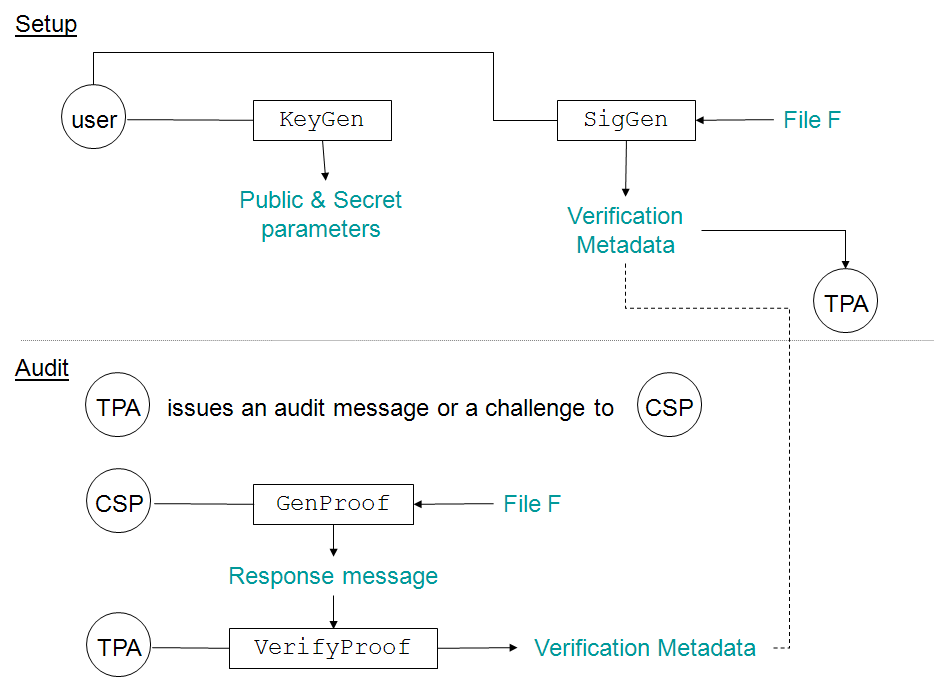 Setup
user
KeyGen
SigGen
File F
Public & Secret
parameters
Verification
Metadata
TPA
Audit
TPA issues an audit message or a challenge to CSP
CSP
GenProof
File F
Response message
TPA
VerifyProof
Verification Metadata